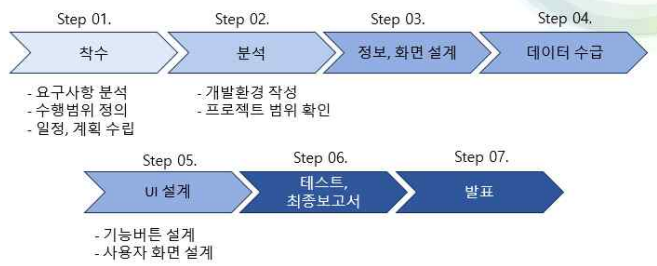 Step 01.
Step 02.
Step 03.
Step 04.
착수
분석
정보, 화면 설계
데이터 수급
- 요구사항 분석
- 수행범위 정의
- 일정, 계획 수립
- 개발환경 작성
- 프로젝트 범위 확인
Step 05.
Step 06.
Step 07.
UI 설계
테스트,
최종보고서
발표
- 기능버튼 설계
- 사용자 화면 설계